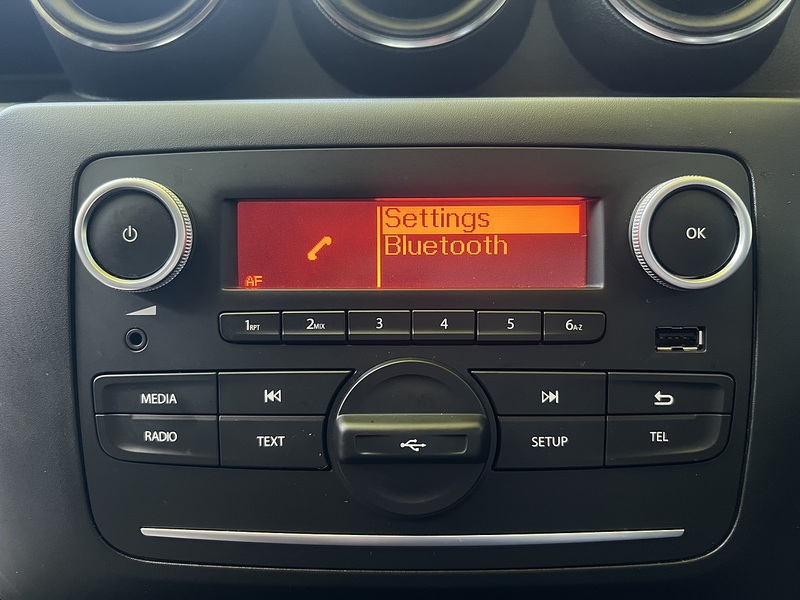 Settings
Bluetooth
AF
OK
1RPT 2MIX 3 4 5 6A-Z
MEDIA
RADIO TEXT SETUP TEL